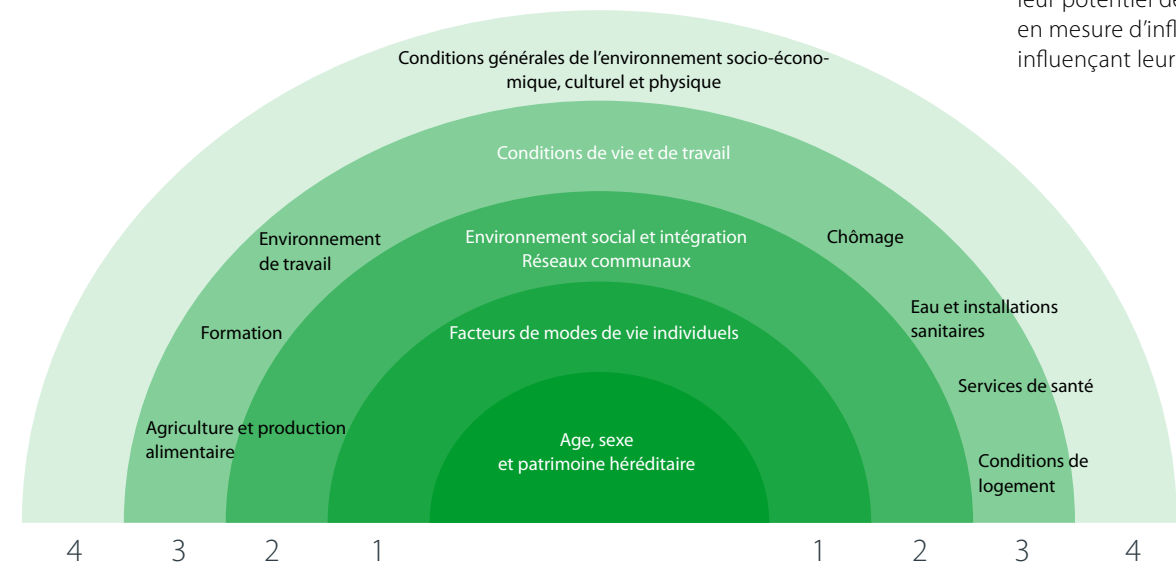 leur potentiel de
en mesure d'infl
influençant leur
Conditions générales de l'environnement socio-écono-
mique, culturel et physique
Conditions de vie et de travail
Environnement
de travail
Environnement social et intégration
Réseaux communaux
Chômage
Eau et installations
sanitaires
Formation
Facteurs de modes de vie individuels
Services de santé
Agriculture et production
alimentaire
Age, sexe
et patrimoine héréditaire
Conditions de
logement
4 3 2 1 1 2 3 4